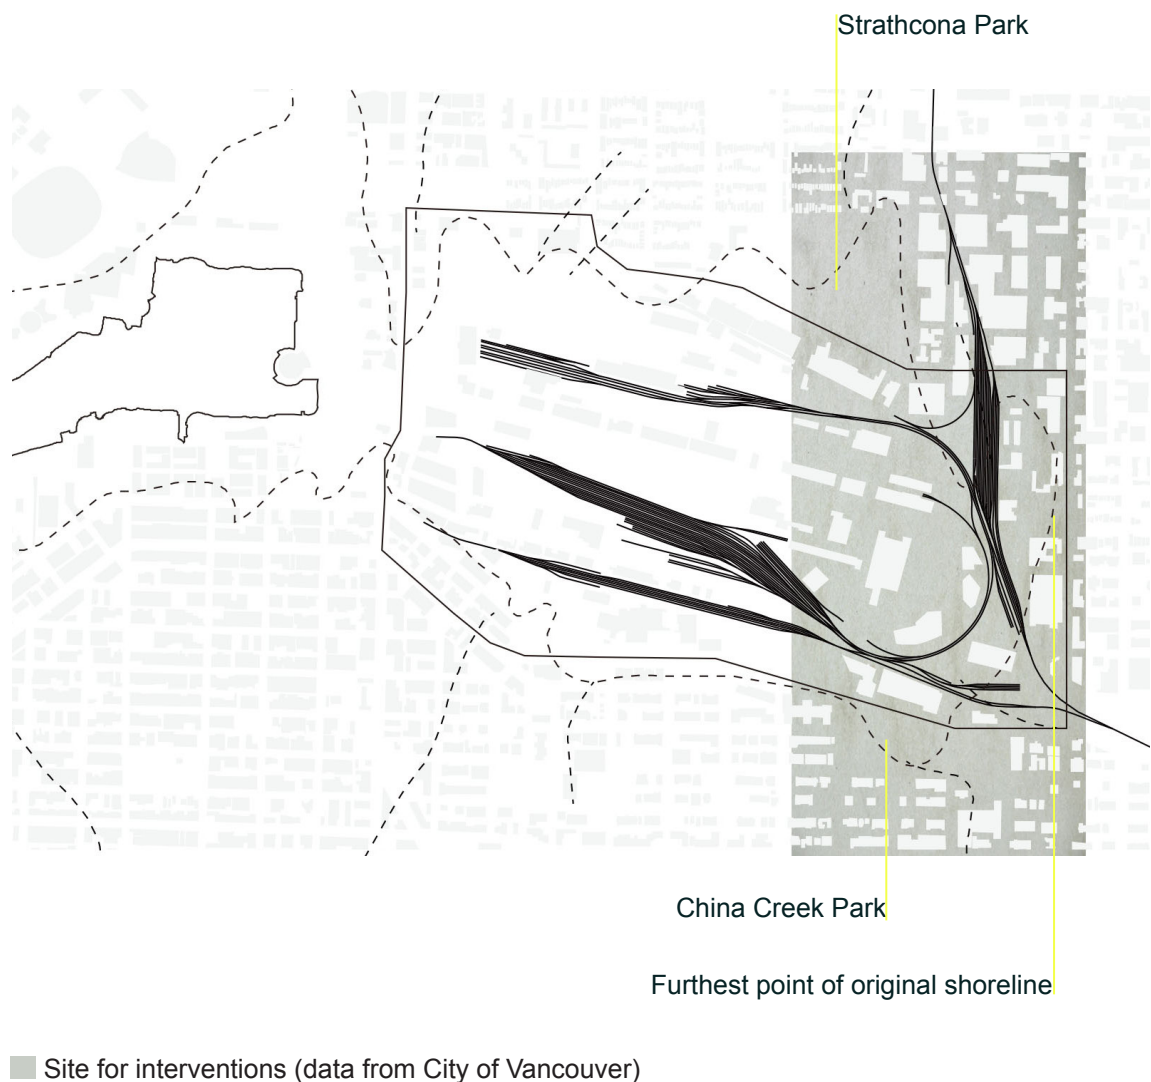 Strathcona Park
China Creek Park
Furthest point of original shoreline
Site for interventions (data from City of Vancouver)